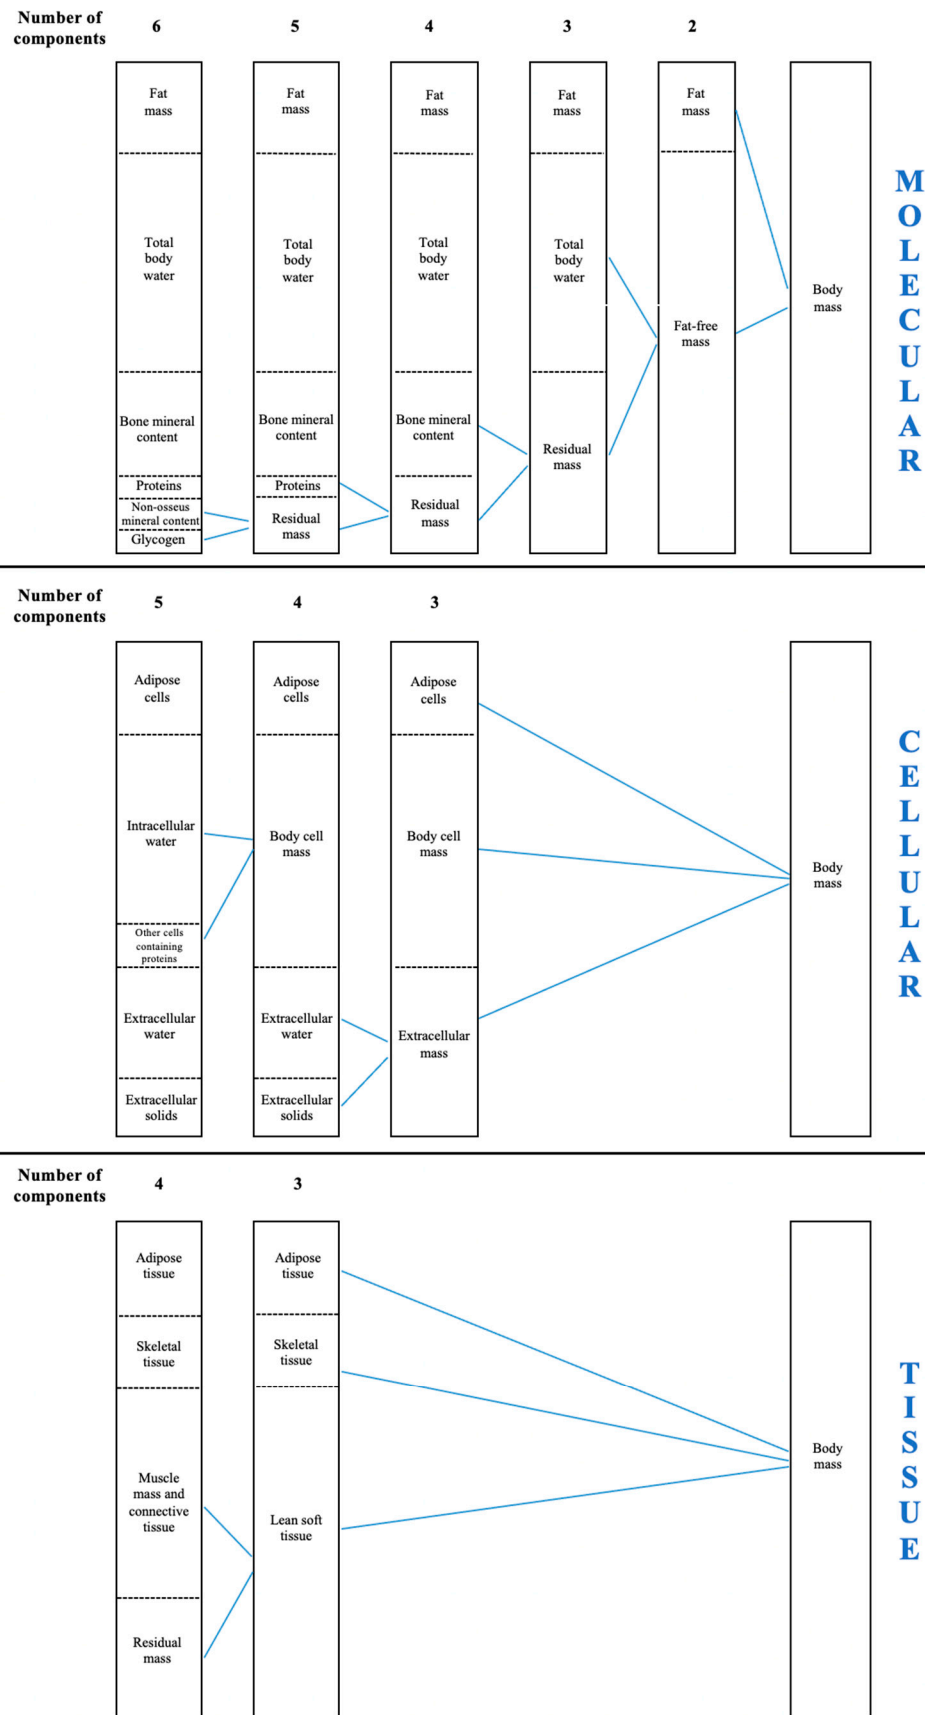 Number of
components
6
5
4
3
2
Fat
mass
Total
body
water
Bone mineral
content
Proteins
Non-osseus
mineral content
Glycogen
Fat
mass
Total
body
water
Bone mineral
content
Proteins
Residual
mass
Fat
mass
Total
body
water
Bone mineral
content
Residual
mass
Fat
mass
Total
body
water
Residual
mass
Fat
mass
Fat-free
mass
Body
mass
MOLECULAR
Number of
components
5
4
3
Adipose
cells
Intracellular
water
Other cells
containing
proteins
Extracellular
water
Extracellular
solids
Adipose
cells
Body cell
mass
Extracellular
water
Extracellular
solids
Adipose
cells
Body cell
mass
Extracellular
mass
Body
mass
CELLULAR
Number of
components
4
3
Adipose
tissue
Skeletal
tissue
Muscle
mass and
connective
tissue
Residual
mass
Adipose
tissue
Skeletal
tissue
Lean soft
tissue
Body
mass
TISSUE